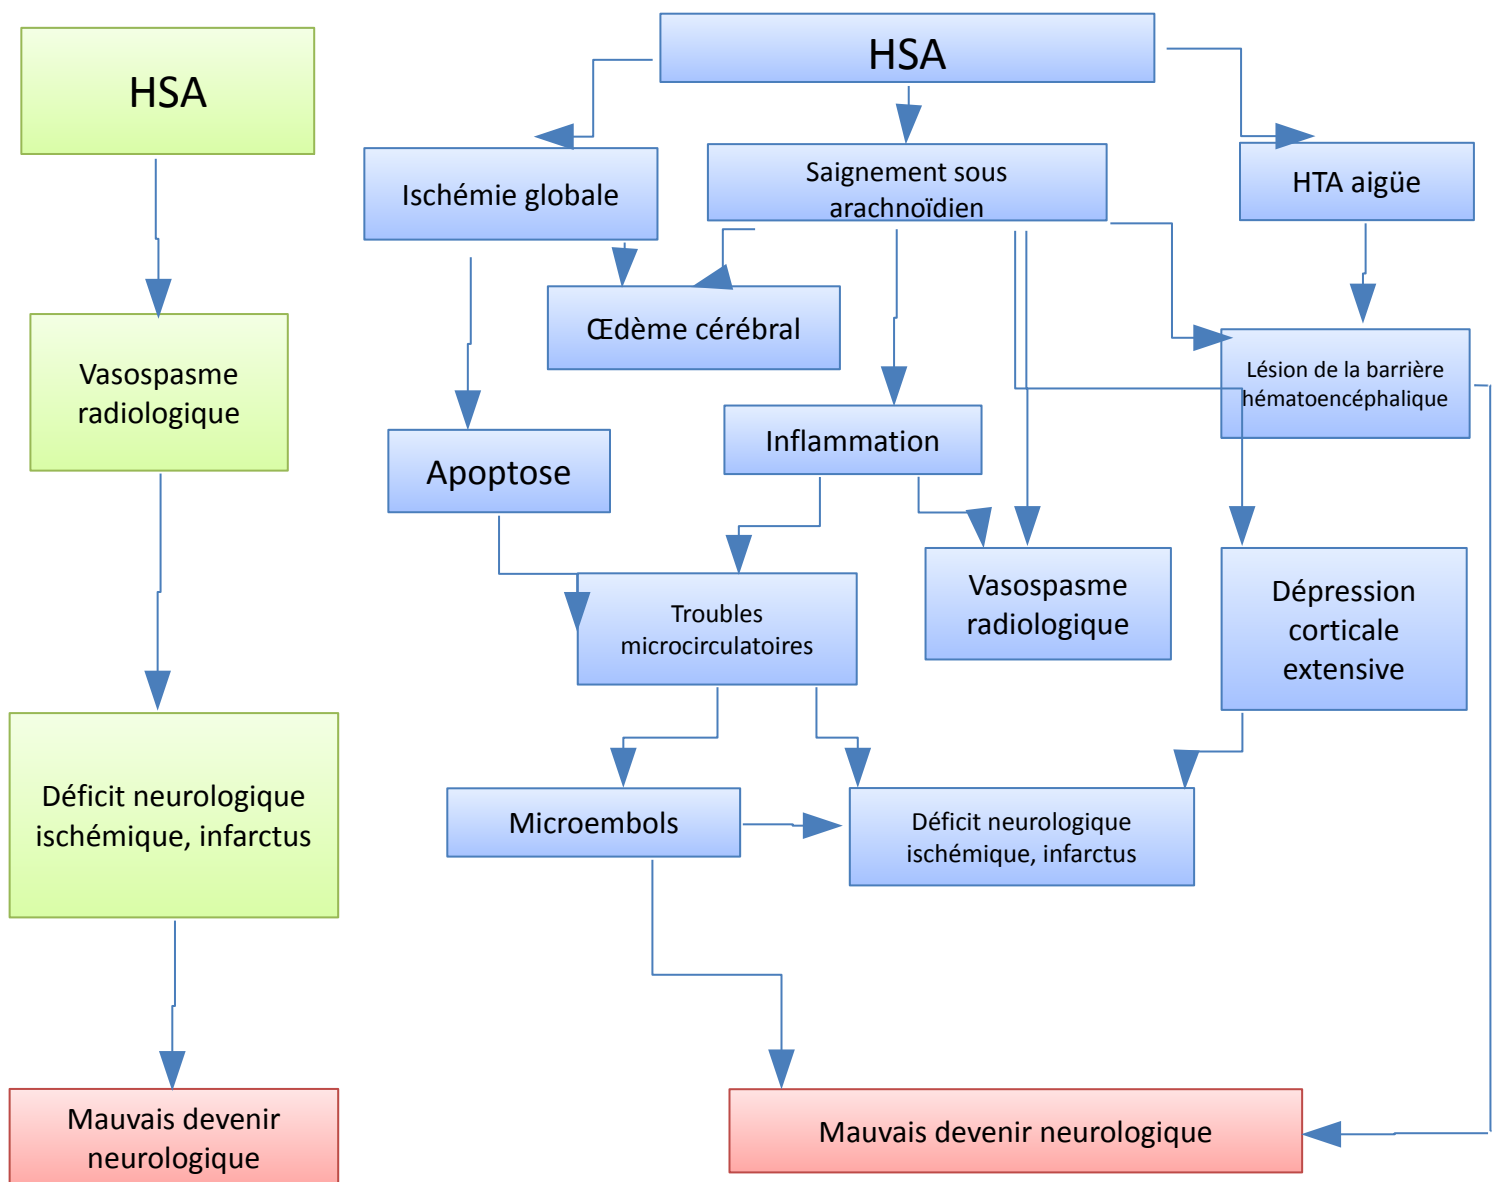 HSA
Vasospasme
radiologique
Déficit neurologique
ischémique, infarctus
Mauvais devenir
neurologique
HSA
Ischémie globale
Saignement sous
arachnoïdien
HTA aigüe
Œdème cérébral
Lésion de la barrière
hématoencéphalique
Apoptose
Inflammation
Troubles
microcirculatoires
Vasospasme
radiologique
Dépression
corticale
extensive
Microembols
Déficit neurologique
ischémique, infarctus
Mauvais devenir neurologique